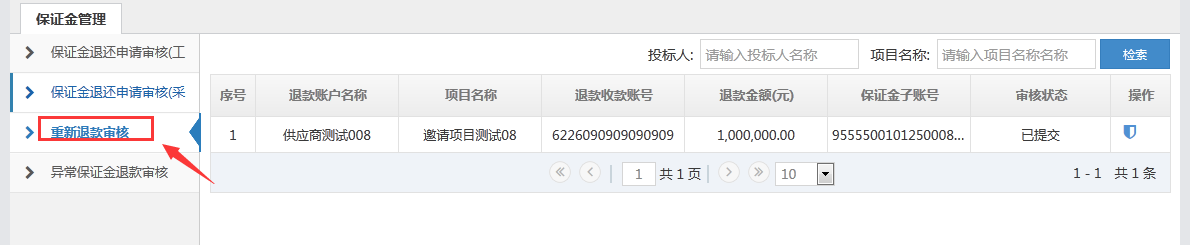 保证金管理
保证金退还申请审核(工
保证金退还申请审核(采
重新退款审核
异常保证金退款审核
投标人: 请输入投标人名称 项目名称: 请输入项目名称名称 检索
序号 退款账户名称 项目名称 退款收款账号 退款金额(元) 保证金子账号 审核状态 操作
1 供应商测试008 邀请项目测试08 6226090909090909 1,000,000.00 9555500101250008... 已提交
1 共 1 页 10 1 - 1 共 1 条